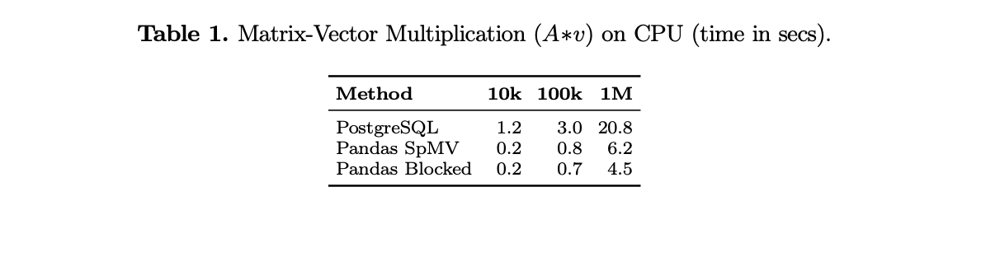 Table 1. Matrix-Vector Multiplication (A∗v) on CPU (time in secs).
Method 10k 100k 1M
PostgreSQL 1.2 3.0 20.8
Pandas SpMV 0.2 0.8 6.2
Pandas Blocked 0.2 0.7 4.5